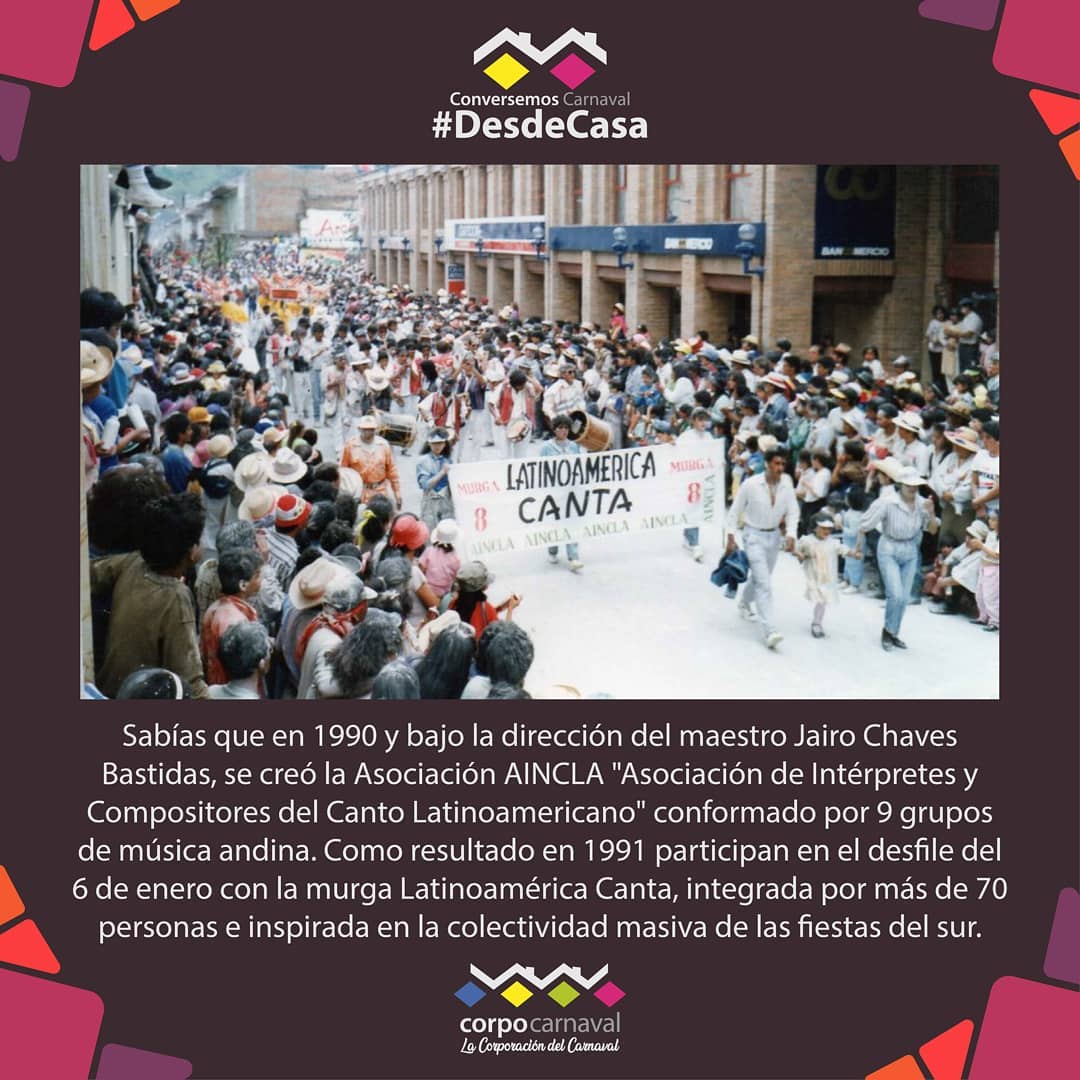 Conversemos Carnaval
#DesdeCasa
BANCOMERCIO
MURGA LATINOAMERICA MURGA
8 CANTA 8
AINCLA AINCLA AINCLA AINCLA
AINCLA
Sabías que en 1990 y bajo la dirección del maestro Jairo Chaves
Bastidas, se creó la Asociación AINCLA "Asociación de Intérpretes y
Compositores del Canto Latinoamericano" conformado por 9 grupos
de música andina. Como resultado en 1991 participan en el desfile del
6 de enero con la murga Latinoamérica Canta, integrada por más de 70
personas e inspirada en la colectividad masiva de las fiestas del sur.
corpocarnaval
La Corporación del Carnaval